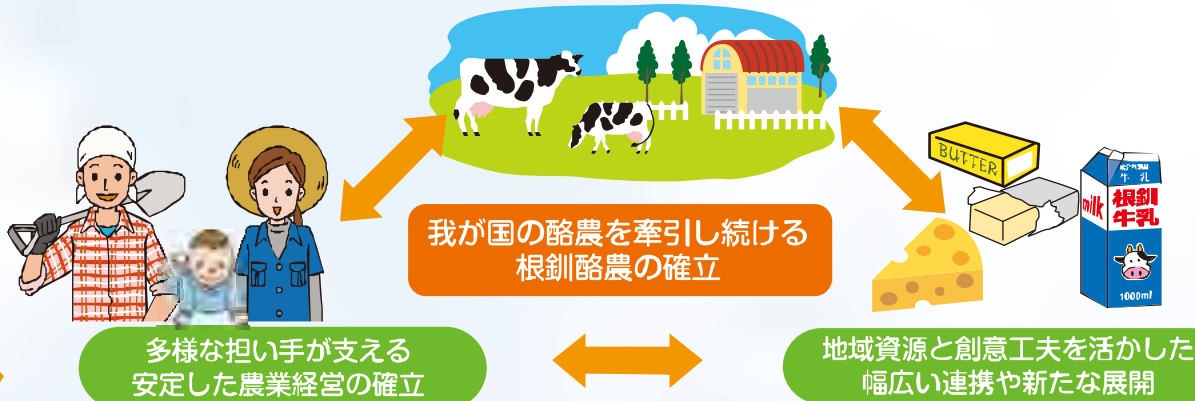 我が国の酪農を牽引し続ける
根釧酪農の確立
BUTTER
牛乳
milk
根釧
牛乳
1000ml
多様な担い手が支える
安定した農業経営の確立
地域資源と創意工夫を活かした
幅広い連携や新たな展開